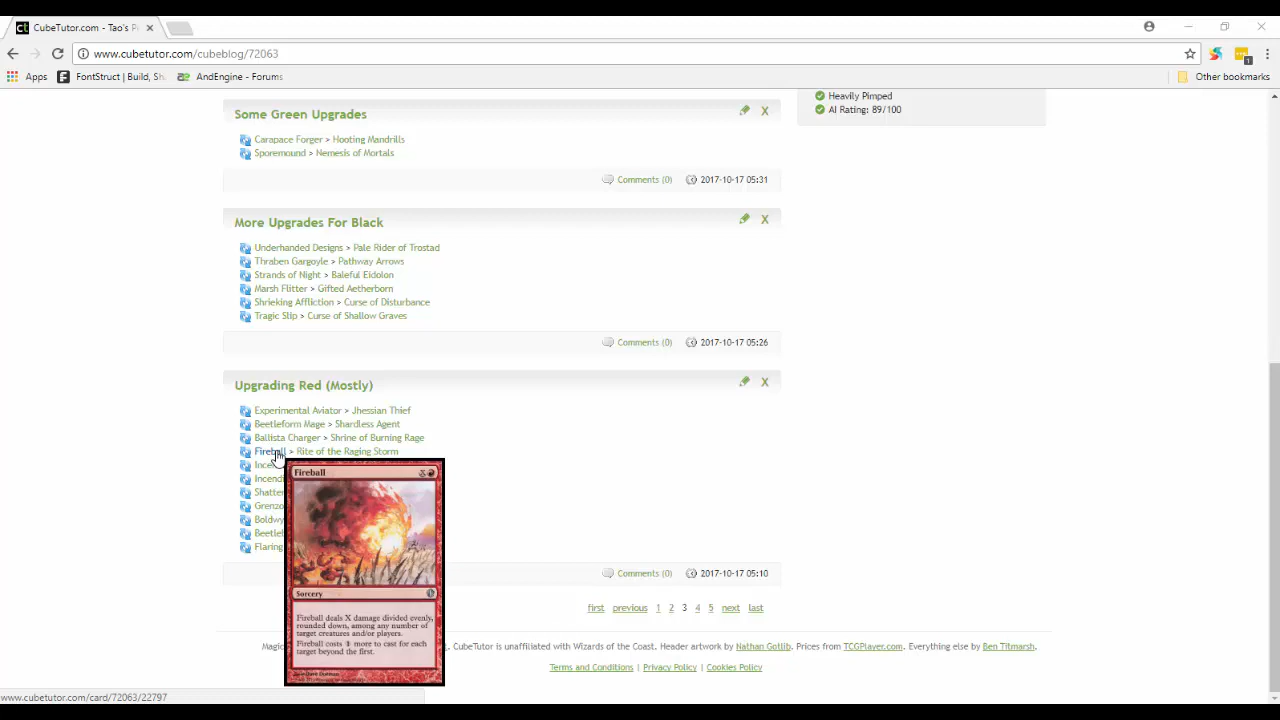 CubeTutor.com - Tao's P
www.cubetutor.com/cubeblog/72063
Apps
FontStruct | Build, Sh
AndEngine - Forums
Other bookmarks
Heavily Pimped
AI Rating: 89/100
Some Green Upgrades
X
Carapace Forger > Hooting Mandrills
Sporemound > Nemesis of Mortals
Comments (0)
2017-10-17 05:31
More Upgrades For Black
X
Underhanded Designs > Pale Rider of Trostad
Thraben Gargoyle > Pathway Arrows
Strands of Night > Baleful Eidolon
Marsh Flitter > Gifted Aetherborn
Shrieking Affliction > Curse of Disturbance
Tragic Slip > Curse of Shallow Graves
Comments (0)
2017-10-17 05:26
Upgrading Red (Mostly)
X
Experimental Aviator > Jhessian Thief
Beetleform Mage > Shardless Agent
Ballista Charger > Shrine of Burning Rage
Fireball > Rite of the Raging Storm
Ince
Incendi
Shatte
Grenzo
Boldwy
Beetlef
Flaring
Fireball
X
Sorcery
Fireball deals X damage divided evenly,
rounded down, among any number of
target creatures and/or players.
Fireball costs 1 more to cast for each
target beyond the first.
Comments (0)
2017-10-17 05:10
first previous 1 2 3 4 5 next last
Magic
CubeTutor is unaffiliated with Wizards of the Coast. Header artwork by Nathan Gotlib. Prices from TCGPlayer.com. Everything else by Ben Titmarsh.
Terms and Conditions | Privacy Policy | Cookies Policy
www.cubetutor.com/card/72063/22797